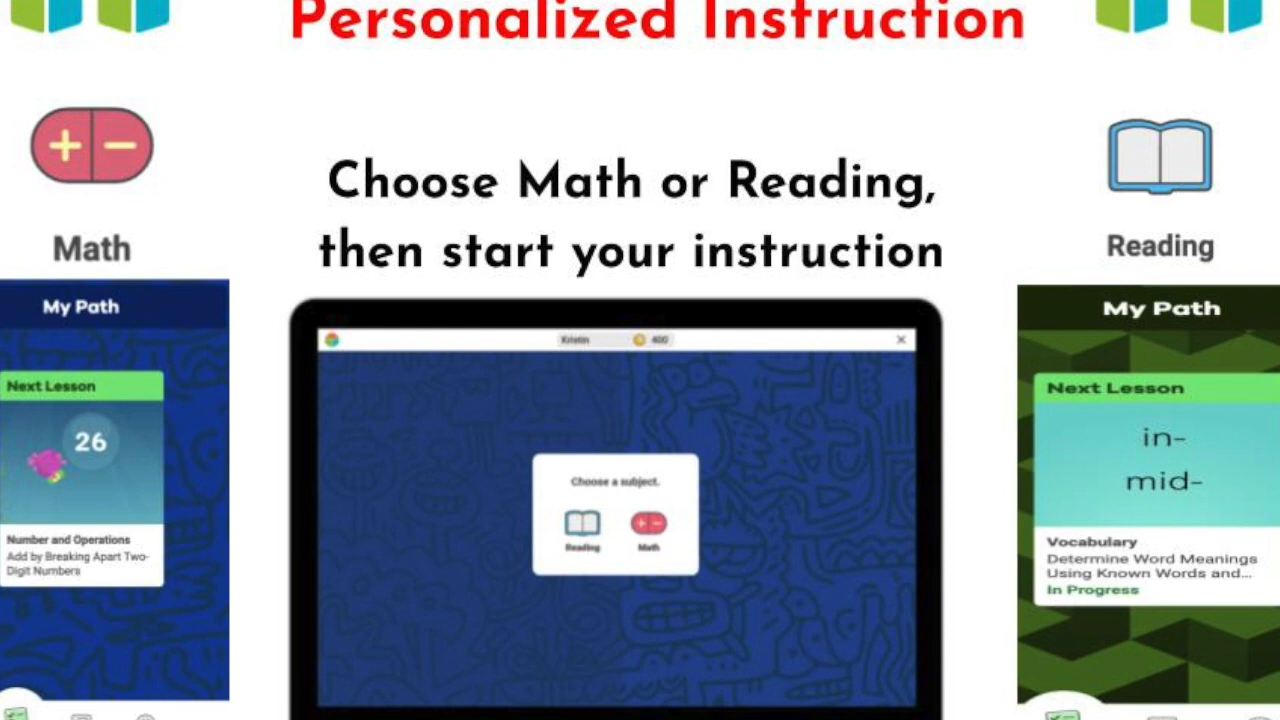 Personalized Instruction
Choose Math or Reading,
then start your instruction
Math
My Path
Next Lesson
26
Number and Operations
Add by Breaking Apart Two-
Digit Numbers
Kristin 400
Choose a subject.
Reading Math
Reading
My Path
Next Lesson
in-
mid-
Vocabulary
Determine Word Meanings
Using Known Words and...
In Progress